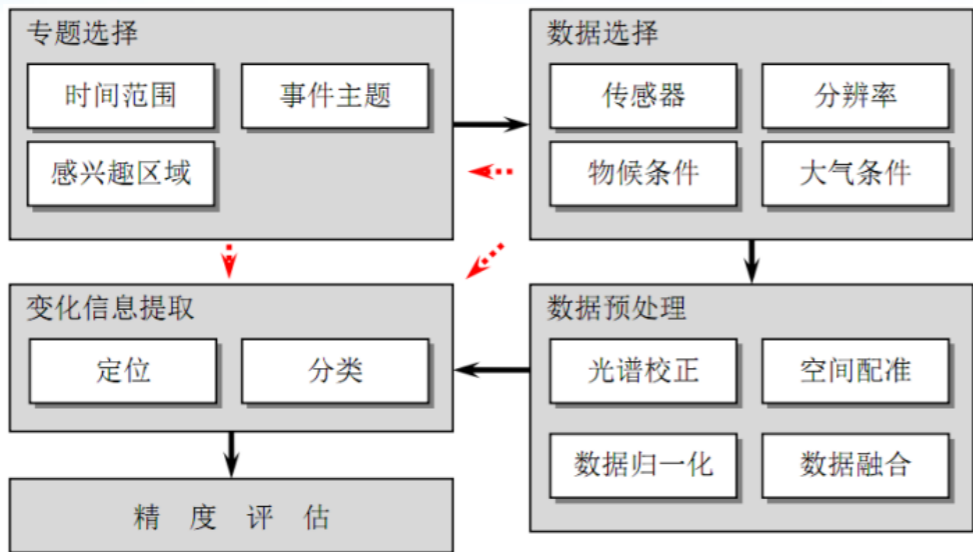 专题选择
时间范围
事件主题
感兴趣区域
数据选择
传感器
分辨率
物候条件
大气条件
变化信息提取
定位
分类
数据预处理
光谱校正
空间配准
数据归一化
数据融合
精 度 评 估